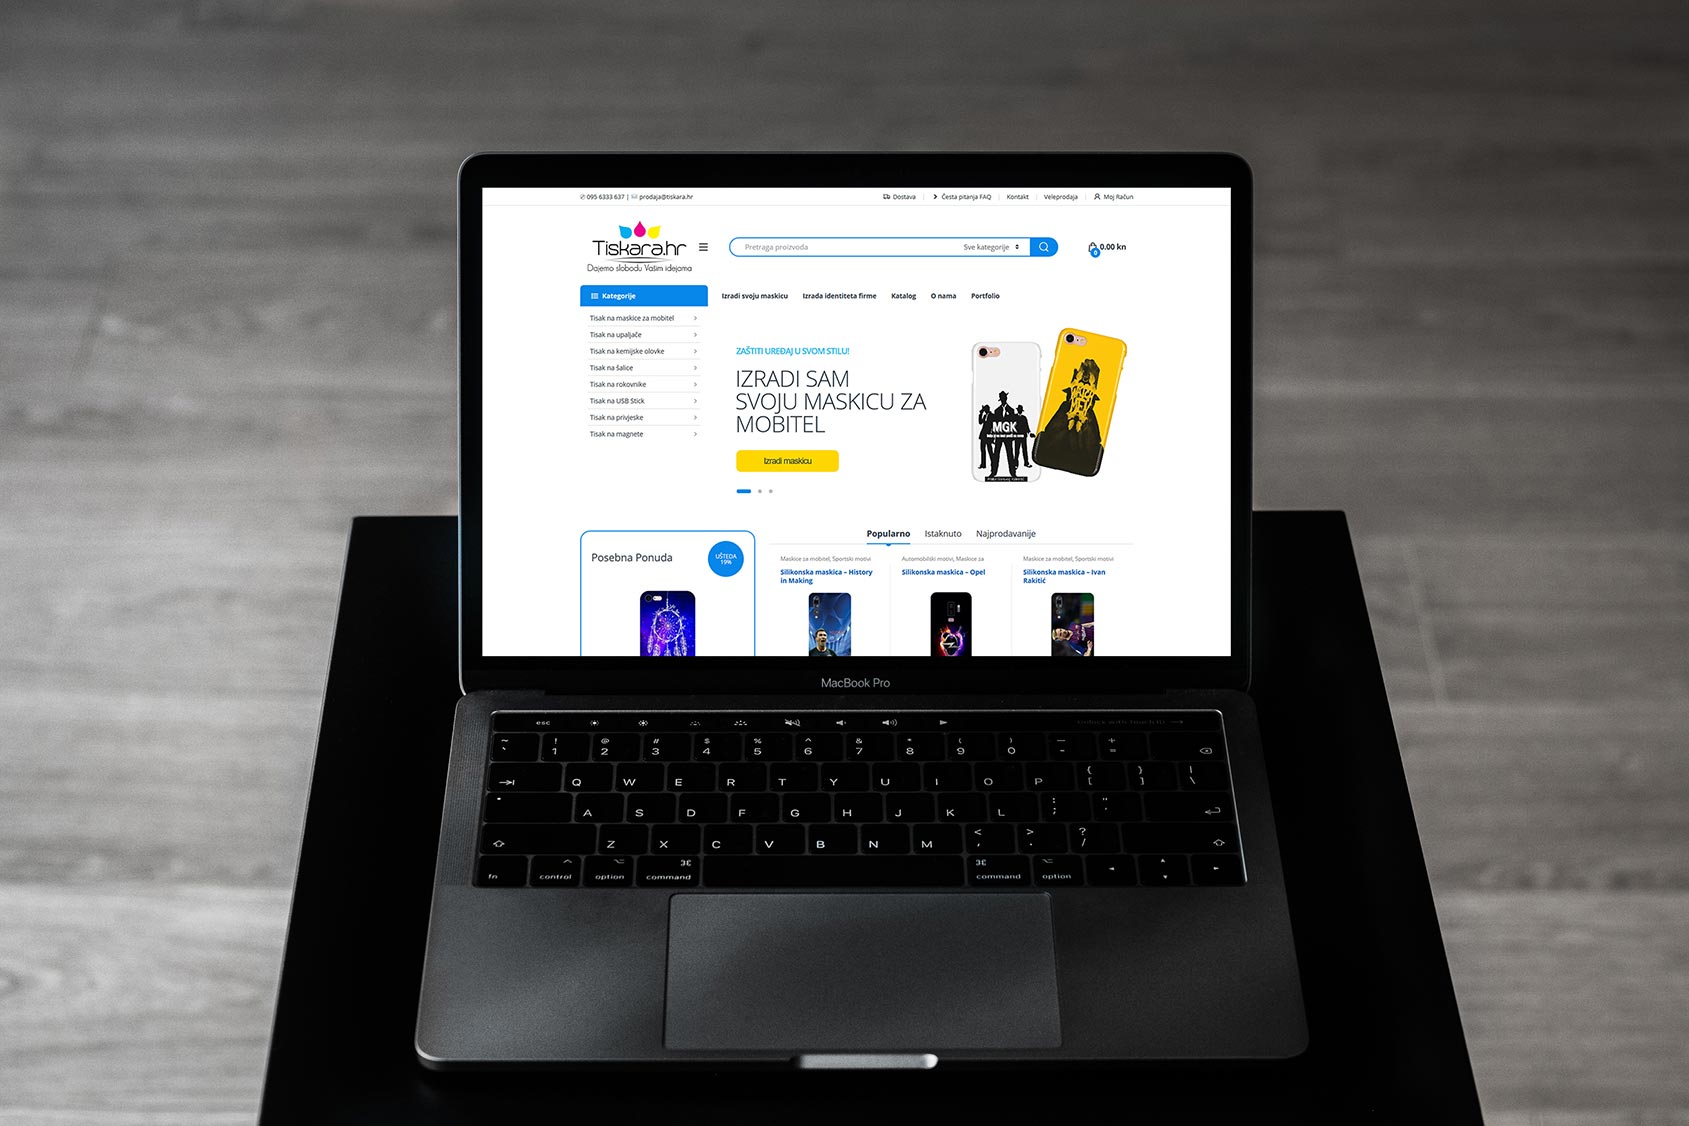 095 6333 637 | prodaja@tiskara.hr
Dostava
Česta pitanja FAQ
Kontakt
Veleprodaja
Moj Račun
Tiskara.hr
Dajemo slobodu Vašim idejama
Pretraga proizvoda
Sve kategorije
0
0.00 kn
Kategorije
Izradi svoju maskicu
Izrada identiteta firme
Katalog
O nama
Portfolio
Tisak na maskice za mobitel
Tisak na upaljače
Tisak na kemijske olovke
Tisak na šalice
Tisak na rokovnike
Tisak na USB Stick
Tisak na privjeske
Tisak na magnete
ZAŠTITI UREĐAJ U SVOM STILU!
IZRADI SAM
SVOJU MASKICU ZA
MOBITEL
Izradi maskicu
MGK
Posebna Ponuda
UŠTEDA
19%
Popularno
Istaknuto
Najprodavanije
Maskice za mobitel, Sportski motivi
Silikonska maskica – History
in Making
Automobilski motivi, Maskice za
Silikonska maskica – Opel
Maskice za mobitel, Sportski motivi
Silikonska maskica – Ivan
Rakitić
MacBook Pro
esc
Unlock with Touch ID
~ ! @ # $ % ^ & * ( ) — +
` 1 2 3 4 5 6 7 8 9 0 - =
Q W E R T Y U I O P { [ } ] | \
A S D F G H J K L : ; " '
Z X C V B N M < , > . ? /
fn control option command command option